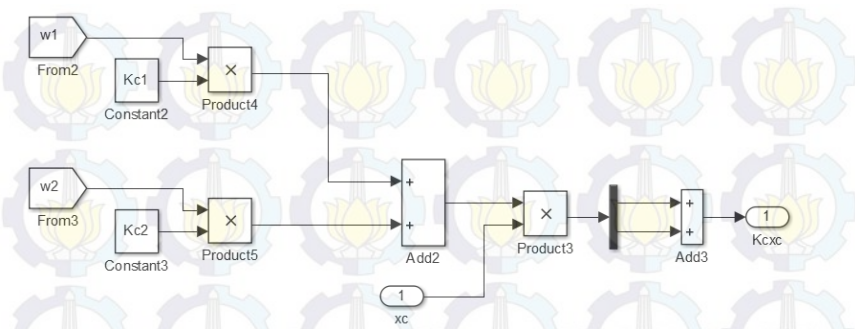 w1
From2
Kc1
Constant2
×
Product4
w2
From3
Kc2
Constant3
×
Product5
+
+
Add2
1
xc
×
Product3
+
+
Add3
1
Kcxc